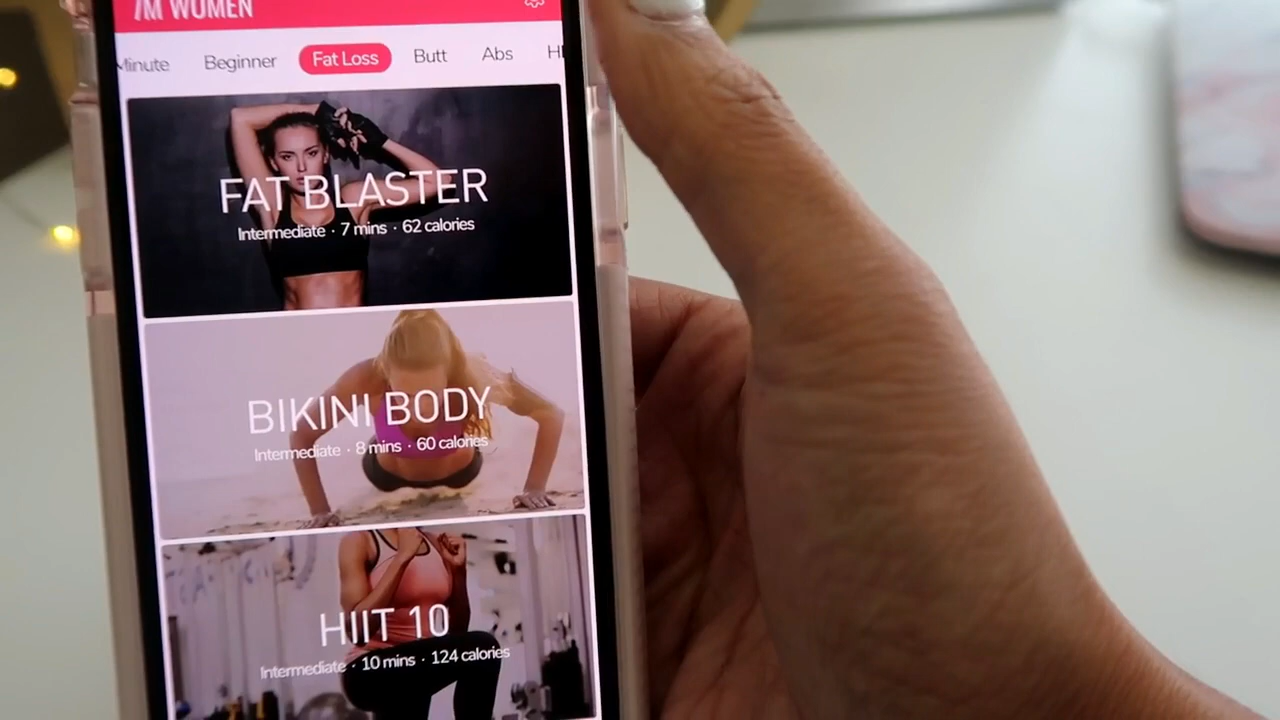 7M WOMEN
Minute Beginner Fat Loss Butt Abs
FAT BLASTER
Intermediate · 7 mins · 62 calories
BIKINI BODY
Intermediate · 8 mins · 60 calories
HIIT 10
Intermediate · 10 mins · 124 calories